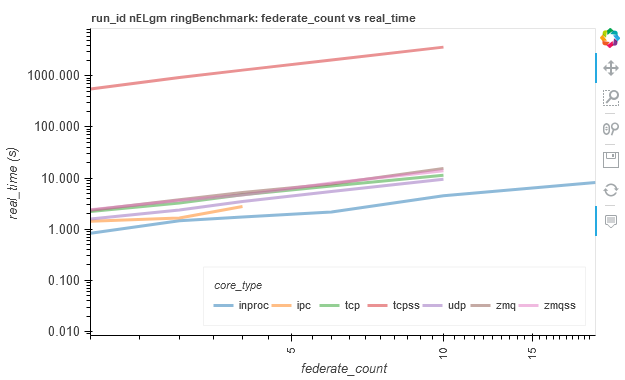 run_id nELgm ringBenchmark: federate_count vs real_time
real_time (s)
1000.000
100.000
10.000
1.000
0.100
0.010
core_type
inproc ipc tcp tcpss udp zmq zmqss
5 10 15
federate_count